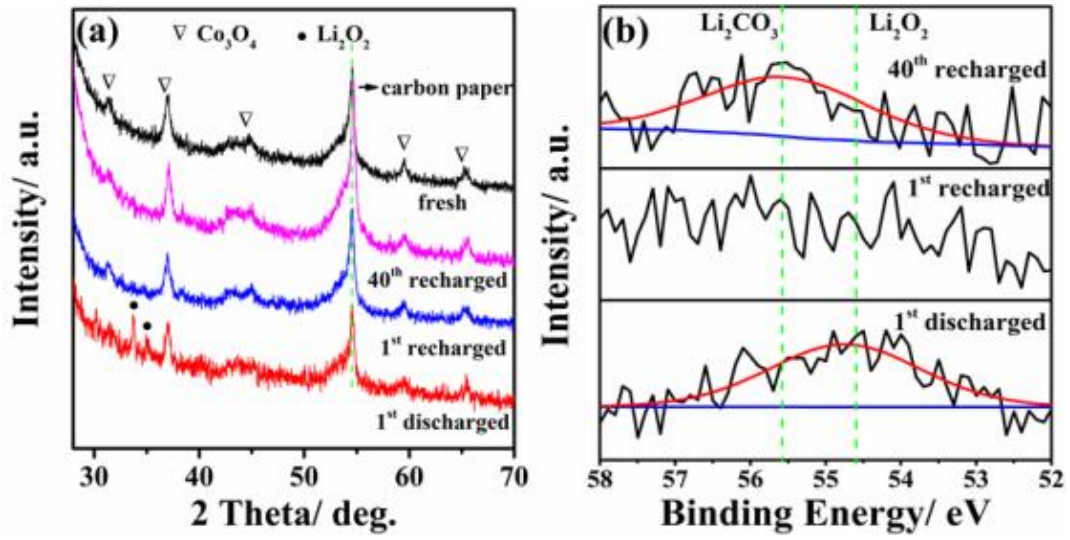 (a) ▽ Co₃O₄ • Li₂O₂
carbon paper
fresh
40ᵗʰ recharged
1ˢᵗ recharged
1ˢᵗ discharged
Intensity/ a.u.
30 40 50 60 70
2 Theta/ deg.
(b) Li₂CO₃ Li₂O₂
40ᵗʰ recharged
1ˢᵗ recharged
1ˢᵗ discharged
Intensity/ a.u.
58 57 56 55 54 53 52
Binding Energy/ eV